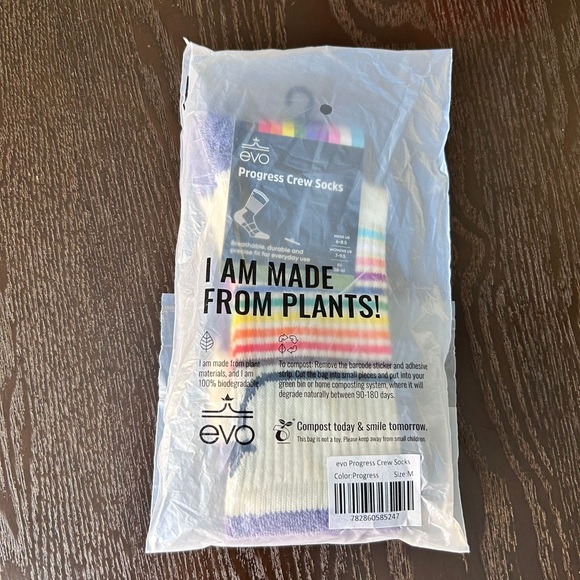 evo
Progress Crew Socks
Breathable, durable and
precise fit for everyday use
I AM MADE
FROM PLANTS!
I am made from plant
materials, and I am
100% biodegradable
To compost: Remove the barcode sticker and adhesive
strip. Cut the bag into small pieces and put into your
green bin or home composting system, where it will
degrade naturally between 90-180 days.
evo
Compost today & smile tomorrow.
This bag is not a toy. Please keep away from small children.
evo Progress Crew Socks
Color:Progress Size:M
782860585247